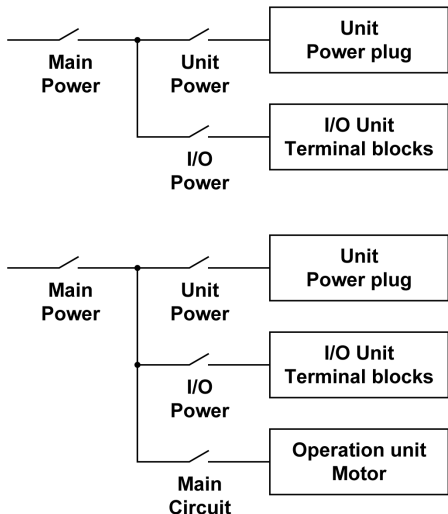 Unit
Power plug
Main
Power
Unit
Power
I/O Unit
Terminal blocks
I/O
Power
Unit
Power plug
Main
Power
Unit
Power
I/O Unit
Terminal blocks
I/O
Power
Operation unit
Motor
Main
Circuit